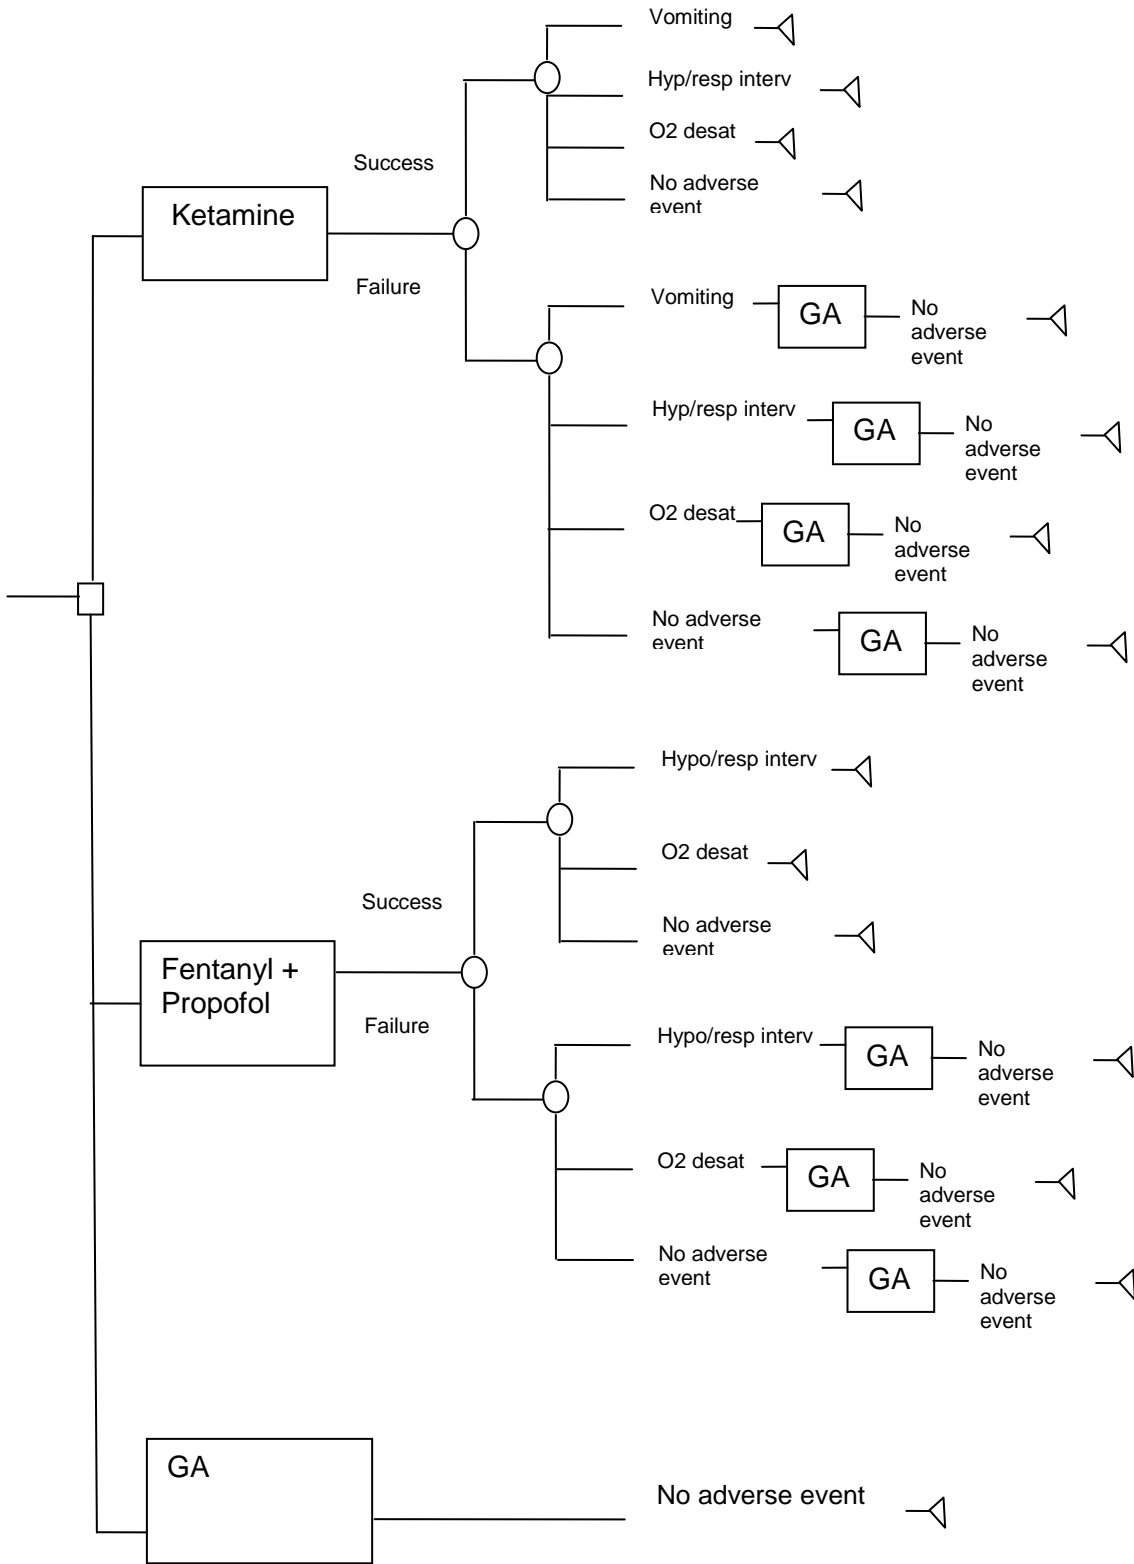 Vomiting
Hyp/resp interv
O2 desat
No adverse
event
Success
Ketamine
Failure
Vomiting
GA
No
adverse
event
Hyp/resp interv
GA
No
adverse
event
O2 desat
GA
No
adverse
event
No adverse
event
GA
No
adverse
event
Hypo/resp interv
O2 desat
No adverse
event
Success
Fentanyl +
Propofol
Failure
Hypo/resp interv
GA
No
adverse
event
O2 desat
GA
No
adverse
event
No adverse
event
GA
No
adverse
event
GA
No adverse event